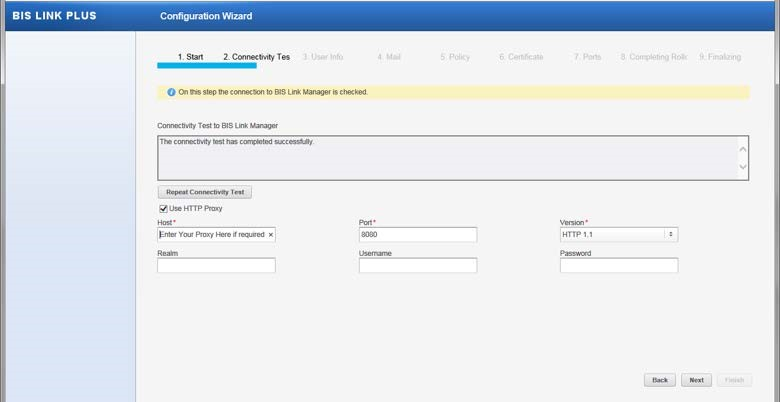 BIS LINK PLUS
Configuration Wizard
1. Start 2. Connectivity Tes 3. User Info 4. Mail 5. Policy 6. Certificate 7. Ports 8. Completing Rollo 9. Finalizing
On this step the connection to BIS Link Manager is checked.
Connectivity Test to BIS Link Manager
The connectivity test has completed successfully.
Repeat Connectivity Test
Use HTTP Proxy
Host* Port* Version*
Enter Your Proxy Here if required × 8080 HTTP 1.1
Realm Username Password
Back Next Finish